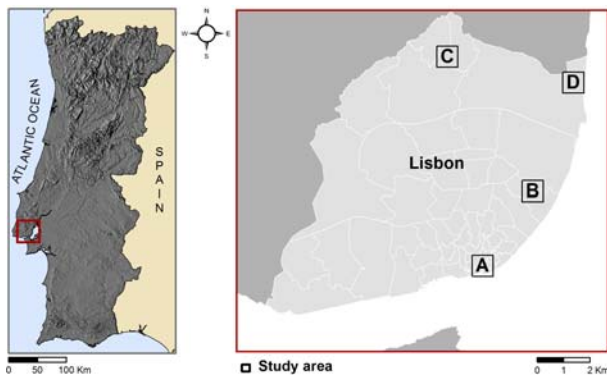 ATLANTIC OCEAN
SPAIN
N
W E
S
0 50 100 Km
Lisbon
A
B
C
D
Study area
0 1 2 Km